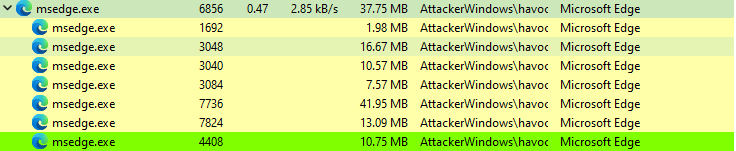 msedge.exe 6856 0.47 2.85 kB/s 37.75 MB AttackerWindows\havoc Microsoft Edge
msedge.exe 1692 1.98 MB AttackerWindows\havoc Microsoft Edge
msedge.exe 3048 16.67 MB AttackerWindows\havoc Microsoft Edge
msedge.exe 3040 10.57 MB AttackerWindows\havoc Microsoft Edge
msedge.exe 3084 7.57 MB AttackerWindows\havoc Microsoft Edge
msedge.exe 7736 41.95 MB AttackerWindows\havoc Microsoft Edge
msedge.exe 7824 13.09 MB AttackerWindows\havoc Microsoft Edge
msedge.exe 4408 10.75 MB AttackerWindows\havoc Microsoft Edge